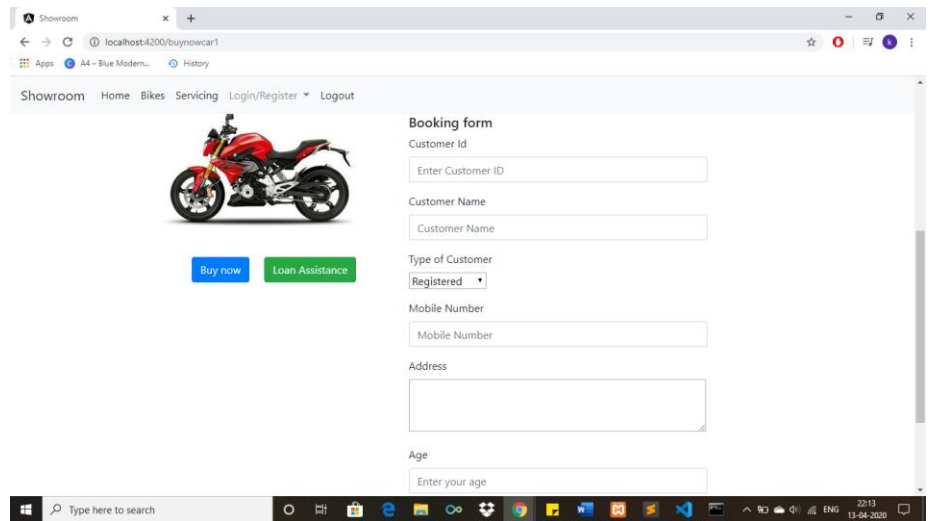 Showroom
localhost:4200/buynowcar1
Apps A4 – Blue Modern... History
Showroom Home Bikes Servicing Login/Register Logout
Booking form
Customer Id
Enter Customer ID
Customer Name
Customer Name
Buy now Loan Assistance
Type of Customer
Registered
Mobile Number
Mobile Number
Address
Age
Enter your age
Type here to search
ENG
22:13
13-04-2020